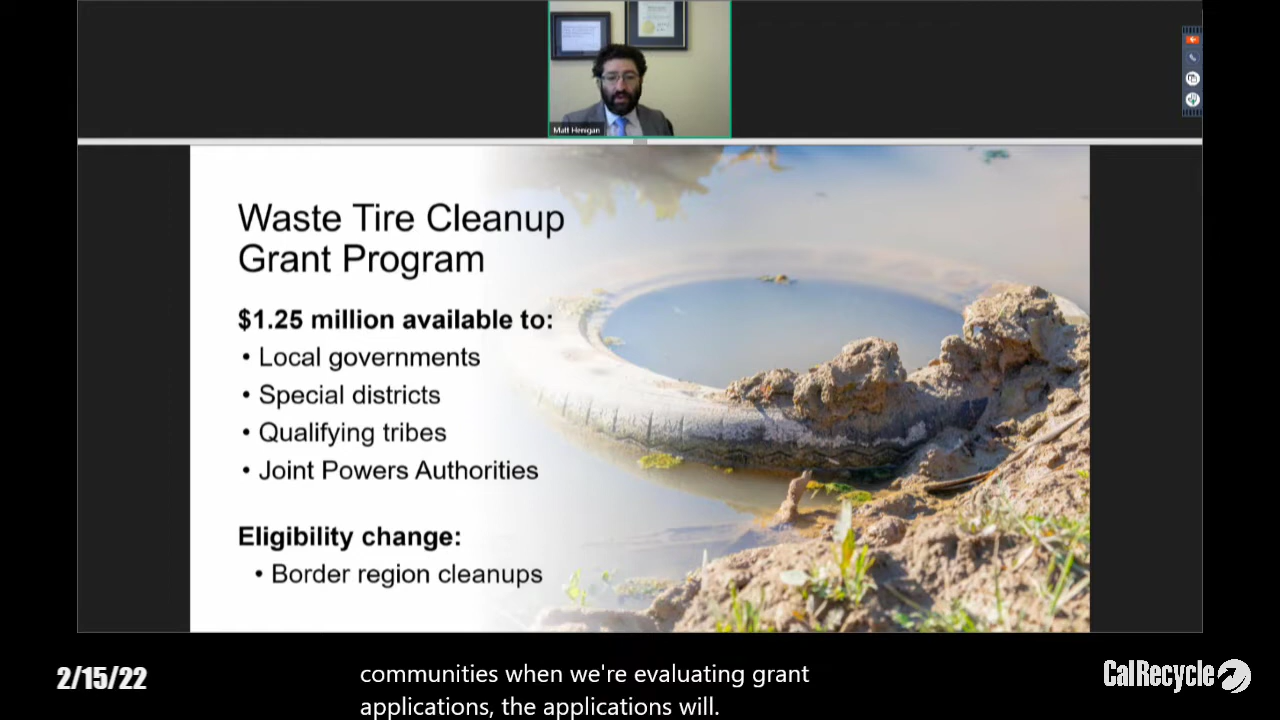 Matt Henigan
Waste Tire Cleanup
Grant Program
$1.25 million available to:
• Local governments
• Special districts
• Qualifying tribes
• Joint Powers Authorities
Eligibility change:
• Border region cleanups
2/15/22
communities when we're evaluating grant
applications, the applications will.
CalRecycle